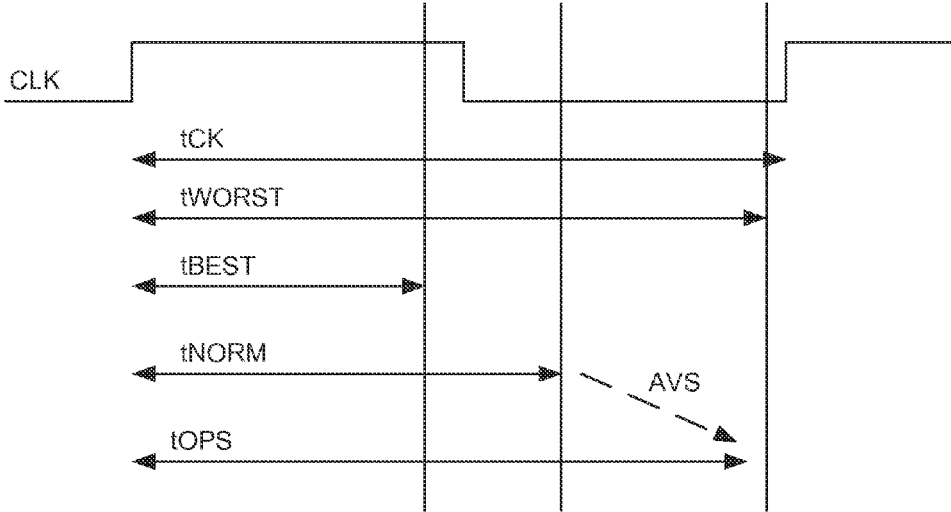 CLK
tCK
tWORST
tBEST
tNORM
AVS
tOPS